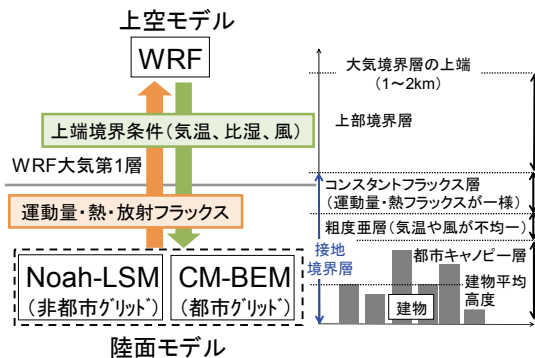 上空モデル
WRF
上端境界条件(気温、比湿、風)
WRF大気第1層
運動量・熱・放射フラックス
Noah-LSM
(非都市グリッド)
CM-BEM
(都市グリッド)
陸面モデル
大気境界層の上端
(1～2km)
上部境界層
コンスタントフラックス層
(運動量・熱フラックスが一様)
粗度亜層(気温や風が不均一)
接地
境界層
都市キャノピー層
建物平均
高度
建物